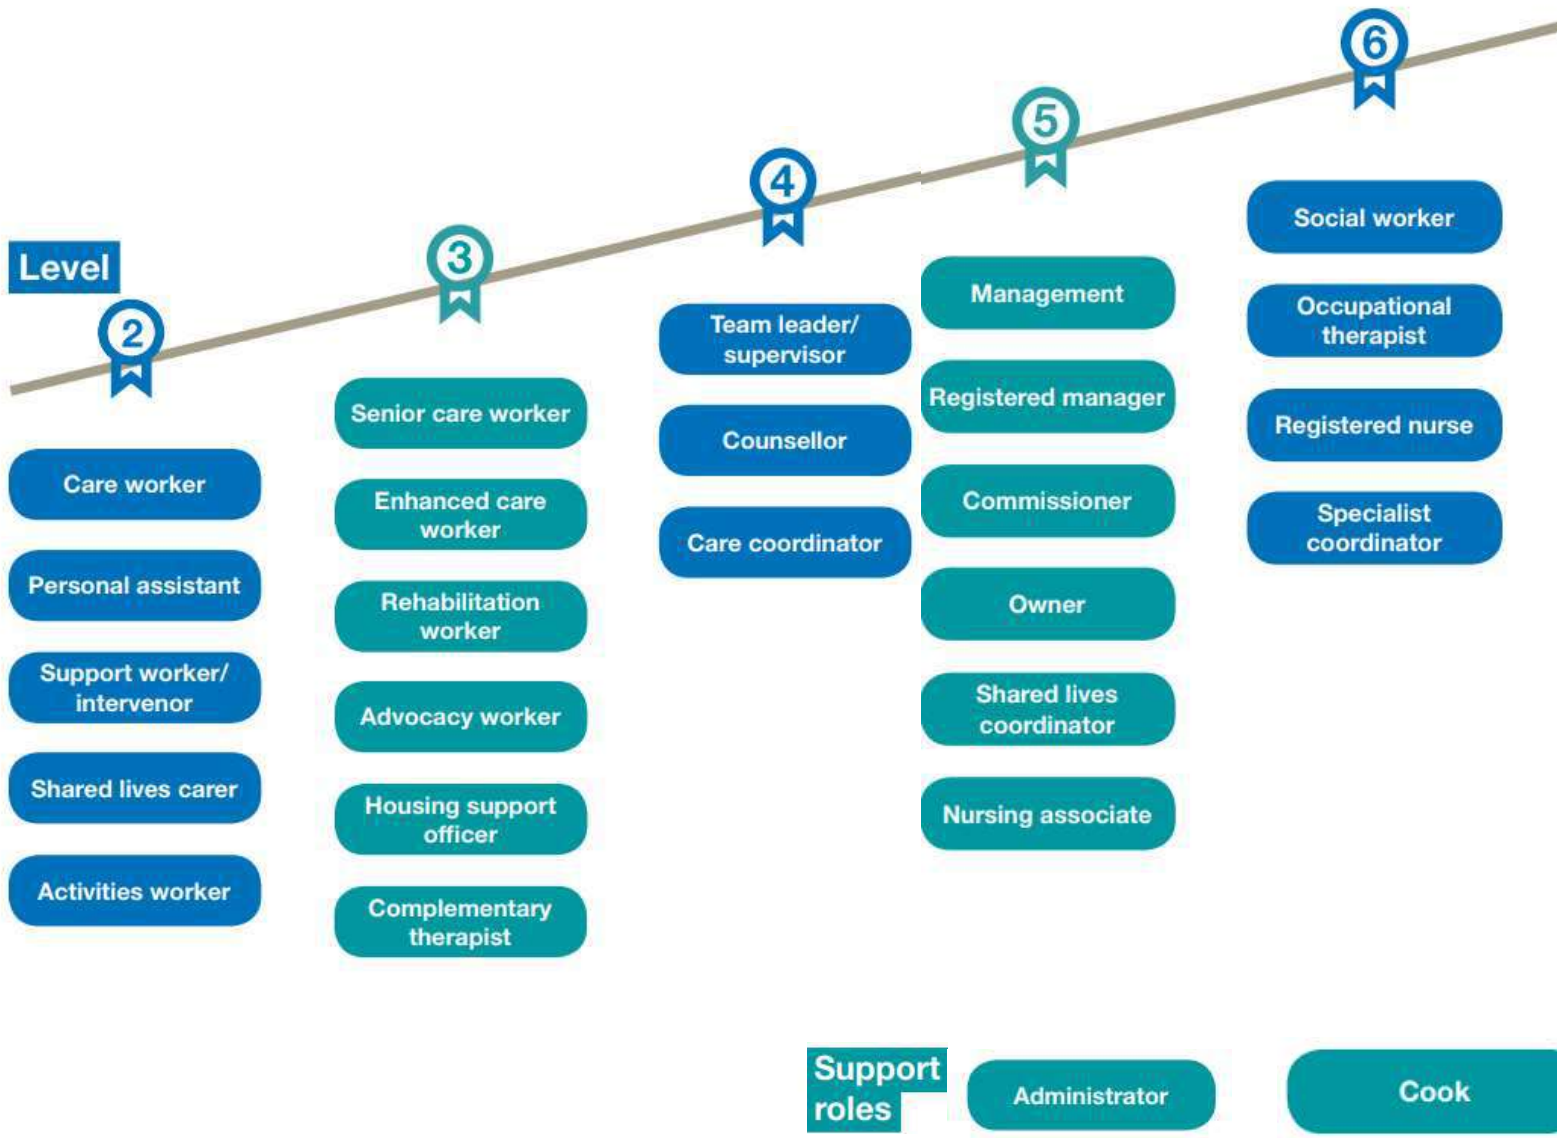 Level
2
Care worker
Personal assistant
Support worker/
intervenor
Shared lives carer
Activities worker
3
Senior care worker
Enhanced care
worker
Rehabilitation
worker
Advocacy worker
Housing support
officer
Complementary
therapist
4
Team leader/
supervisor
Counsellor
Care coordinator
5
Management
Registered manager
Commissioner
Owner
Shared lives
coordinator
Nursing associate
6
Social worker
Occupational
therapist
Registered nurse
Specialist
coordinator
Support
roles
Administrator
Cook